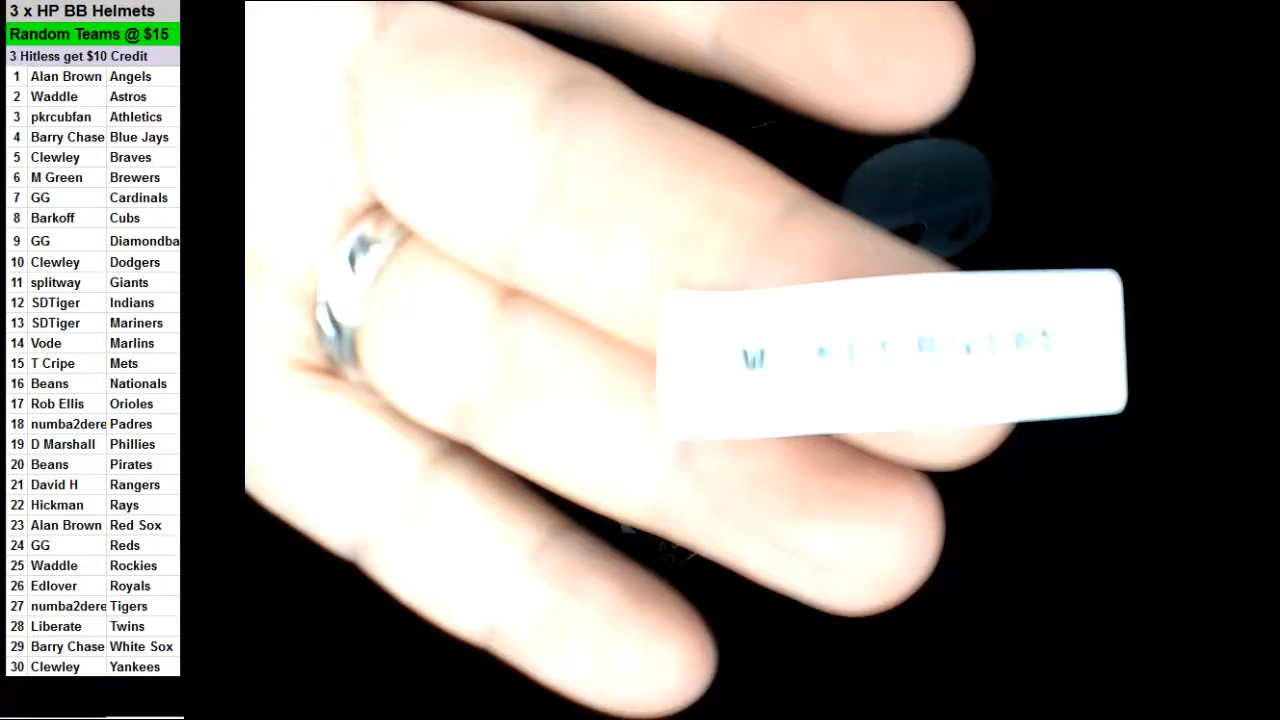 3 x HP BB Helmets
Random Teams @ $15
3 Hitless get $10 Credit
1 Alan Brown Angels
2 Waddle Astros
3 pkrcubfan Athletics
4 Barry Chase Blue Jays
5 Clewley Braves
6 M Green Brewers
7 GG Cardinals
8 Barkoff Cubs
9 GG Diamondba
10 Clewley Dodgers
11 splitway Giants
12 SDTiger Indians
13 SDTiger Mariners
14 Vode Marlins
15 T Cripe Mets
16 Beans Nationals
17 Rob Ellis Orioles
18 numba2dere Padres
19 D Marshall Phillies
20 Beans Pirates
21 David H Rangers
22 Hickman Rays
23 Alan Brown Red Sox
24 GG Reds
25 Waddle Rockies
26 Edlover Royals
27 numba2dere Tigers
28 Liberate Twins
29 Barry Chase White Sox
30 Clewley Yankees
W